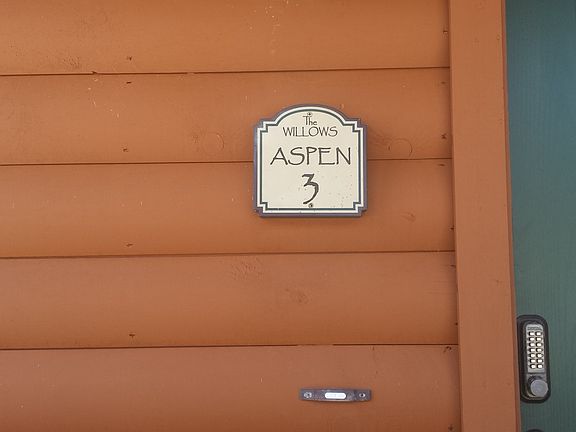 The
WILLOWS
ASPEN
3